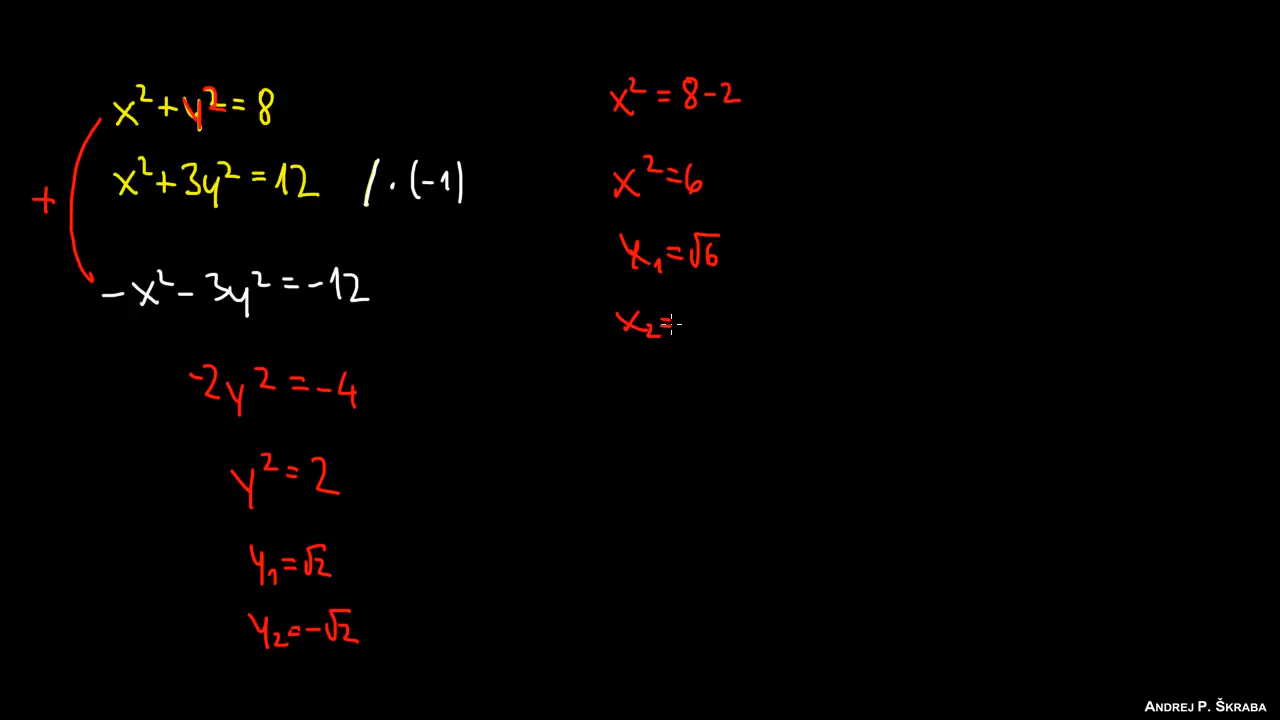 x² + y² = 8
x² + 3y² = 12 / · (-1)
+
-x² - 3y² = -12
-2y² = -4
y² = 2
y₁ = √2
y₂ = -√2
x² = 8 - 2
x² = 6
x₁ = √6
x₂ =
ANDREJ P. ŠKRABA